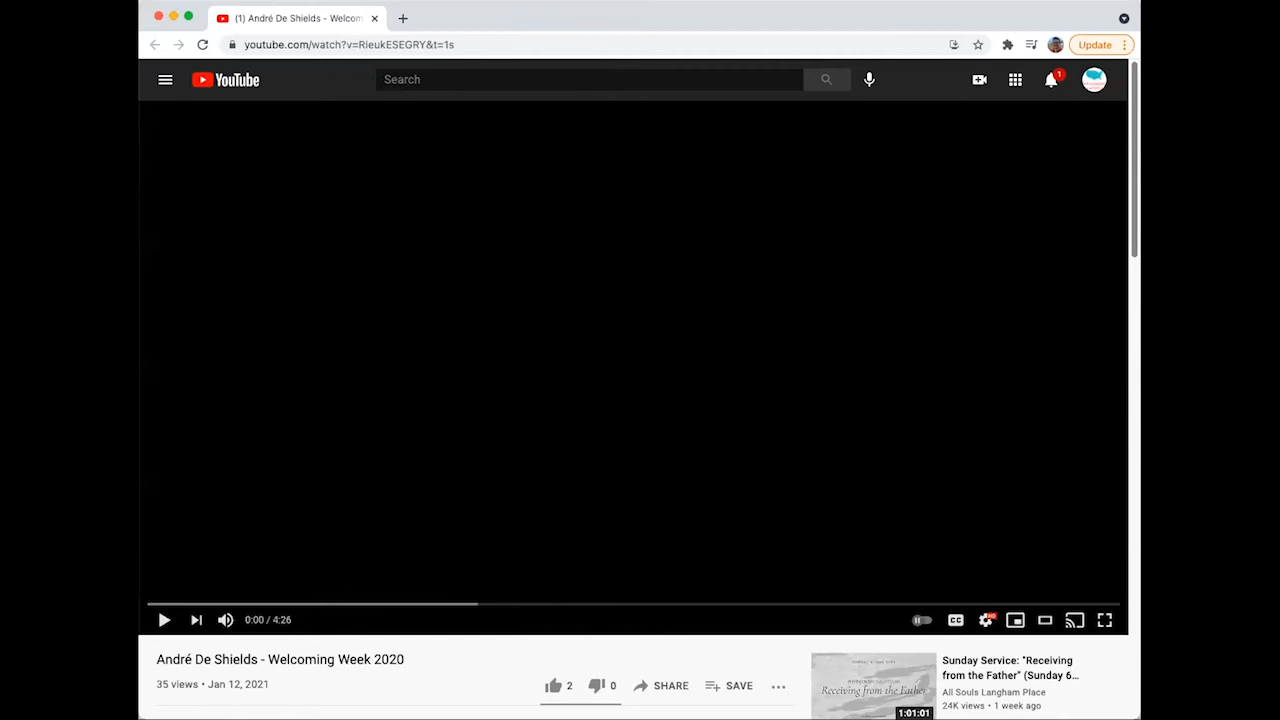 (1) André De Shields - Welcom
youtube.com/watch?v=RieukESEGRY&t=1s
Update
YouTube
Search
1
0:00 / 4:26
CC
HD
André De Shields - Welcoming Week 2020
35 views • Jan 12, 2021
2
0
SHARE
SAVE
Receiving from the Father
1:01:01
Sunday Service: "Receiving
from the Father" (Sunday 6...
All Souls Langham Place
24K views • 1 week ago